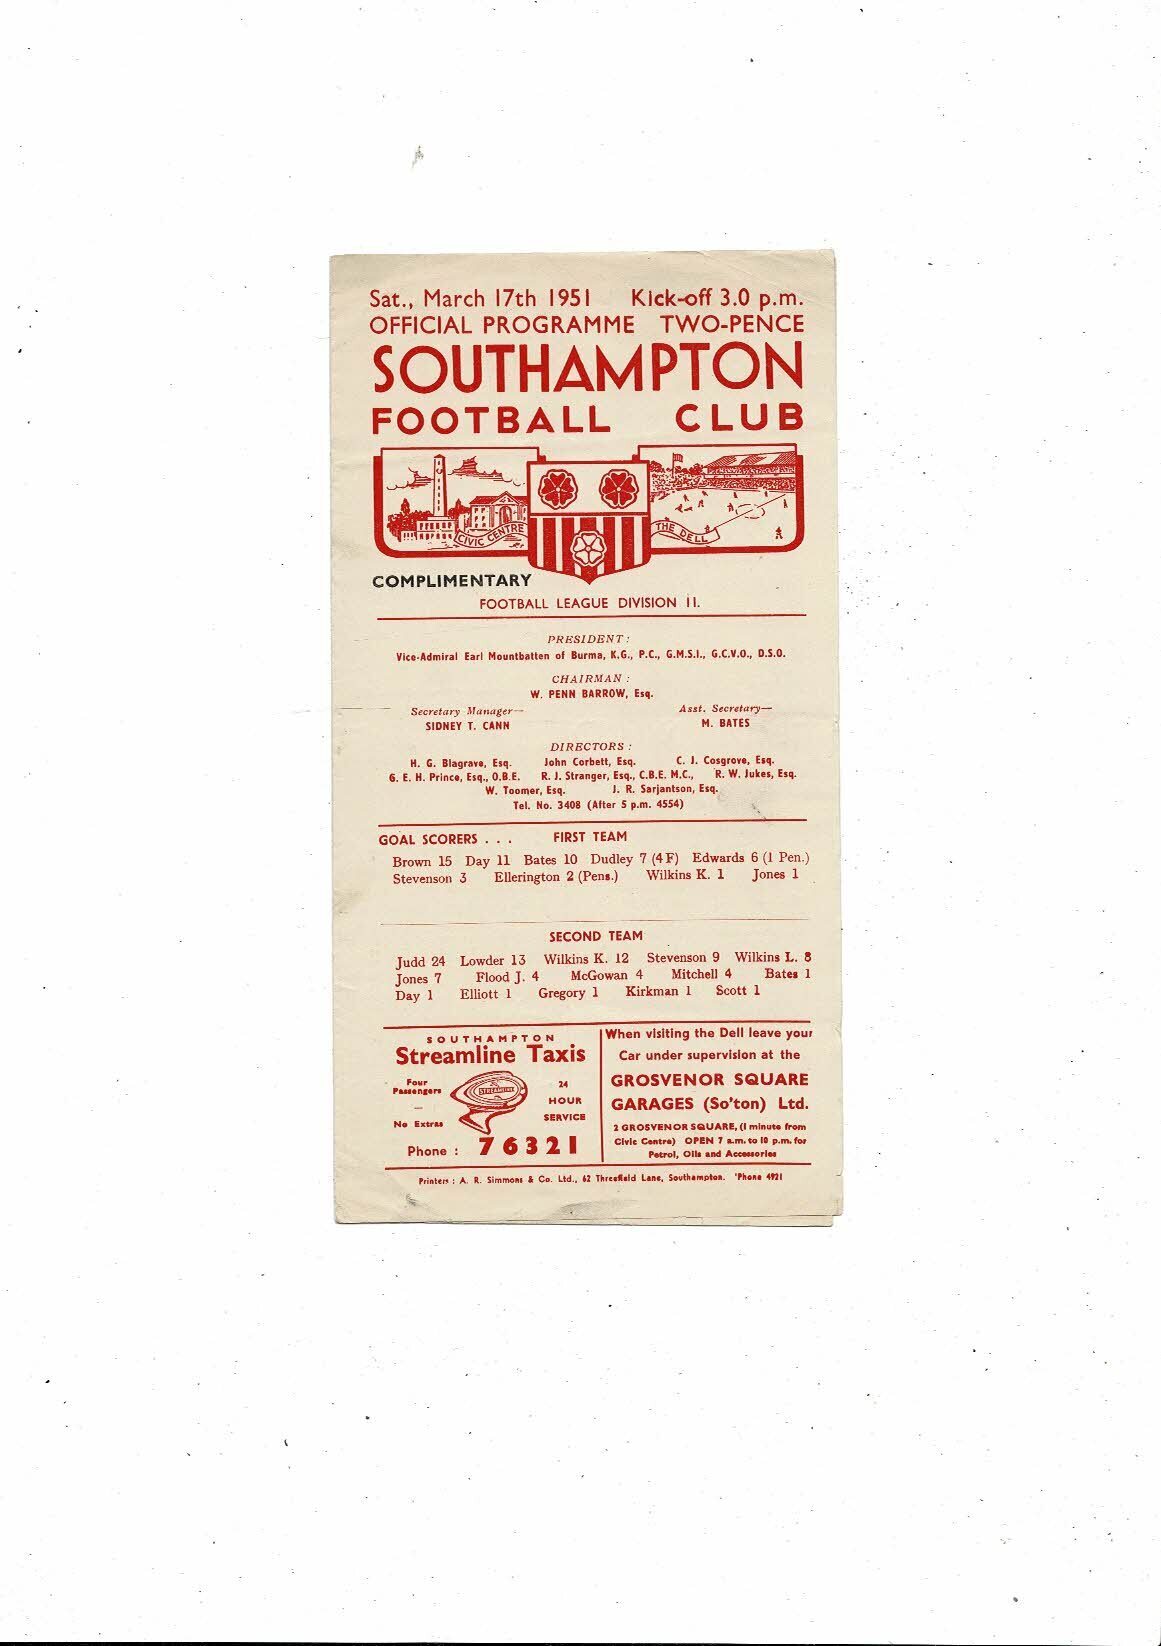 Sat., March 17th 1951 Kick-off 3.0 p.m.
OFFICIAL PROGRAMME TWO-PENCE
SOUTHAMPTON
FOOTBALL CLUB
CIVIC CENTRE
THE DELL
COMPLIMENTARY
FOOTBALL LEAGUE DIVISION II.
PRESIDENT:
Vice-Admiral Earl Mountbatten of Burma, K.G., P.C., G.M.S.I., G.C.V.O., D.S.O.
CHAIRMAN:
W. PENN BARROW, Esq.
Secretary Manager— Asst. Secretary—
SIDNEY T. CANN M. BATES
DIRECTORS:
H. G. Blagrave, Esq. John Corbett, Esq. C. J. Cosgrove, Esq.
G. E. H. Prince, Esq., O.B.E. R. J. Stranger, Esq., C.B.E. M.C., R. W. Jukes, Esq.
W. Toomer, Esq. J. R. Sarjantson, Esq.
Tel. No. 3408 (After 5 p.m. 4554)
GOAL SCORERS . . . FIRST TEAM
Brown 15 Day 11 Bates 10 Dudley 7 (4 F) Edwards 6 (1 Pen.)
Stevenson 3 Ellerington 2 (Pens.) Wilkins K. 1 Jones 1
SECOND TEAM
Judd 24 Lowder 13 Wilkins K. 12 Stevenson 9 Wilkins L. 8
Jones 7 Flood J. 4 McGowan 4 Mitchell 4 Bates 1
Day 1 Elliott 1 Gregory 1 Kirkman 1 Scott 1
SOUTHAMPTON
Streamline Taxis
Four
Passengers
—
No Extras
STREAMLINE
24
HOUR
SERVICE
Phone : 76321
When visiting the Dell leave your
Car under supervision at the
GROSVENOR SQUARE
GARAGES (So'ton) Ltd.
2 GROSVENOR SQUARE, (1 minute from
Civic Centre) OPEN 7 a.m. to 10 p.m. for
Petrol, Oils and Accessories
Printers : A. R. Simmons & Co. Ltd., 62 Threefield Lane, Southampton. 'Phone 4921